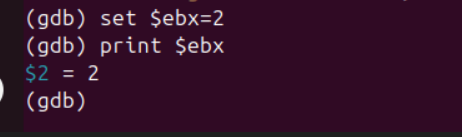 (gdb) set $ebx=2
(gdb) print $ebx
$2 = 2
(gdb)